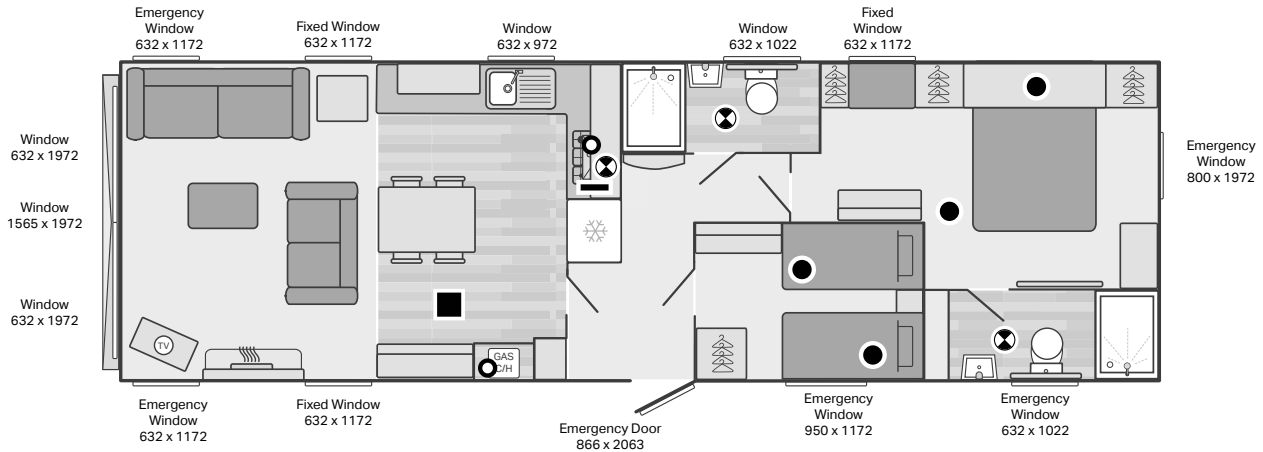 Emergency
Window
632 x 1172
Fixed Window
632 x 1172
Window
632 x 972
Window
632 x 1022
Fixed
Window
632 x 1172
Window
632 x 1972
Window
1565 x 1972
Window
632 x 1972
Emergency
Window
800 x 1972
TV
GAS
C/H
Emergency
Window
632 x 1172
Fixed Window
632 x 1172
Emergency Door
866 x 2063
Emergency
Window
950 x 1172
Emergency
Window
632 x 1022